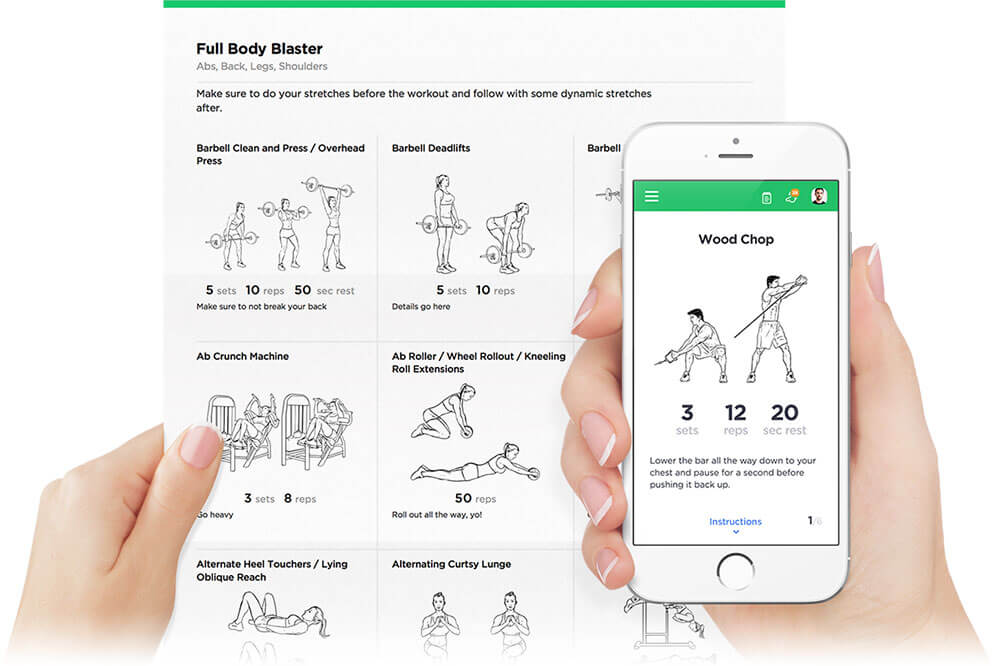 Full Body Blaster
Abs, Back, Legs, Shoulders
Make sure to do your stretches before the workout and follow with some dynamic stretches
after.
Barbell Clean and Press / Overhead
Press
5 sets 10 reps 50 sec rest
Make sure to not break your back
Barbell Deadlifts
5 sets 10 reps
Details go here
Barbell
Ab Crunch Machine
3 sets 8 reps
Go heavy
Ab Roller / Wheel Rollout / Kneeling
Roll Extensions
50 reps
Roll out all the way, yo!
Alternate Heel Touchers / Lying
Oblique Reach
Alternating Curtsy Lunge
Wood Chop
3 12 20
sets reps sec rest
Lower the bar all the way down to your
chest and pause for a second before
pushing it back up.
Instructions
1/6